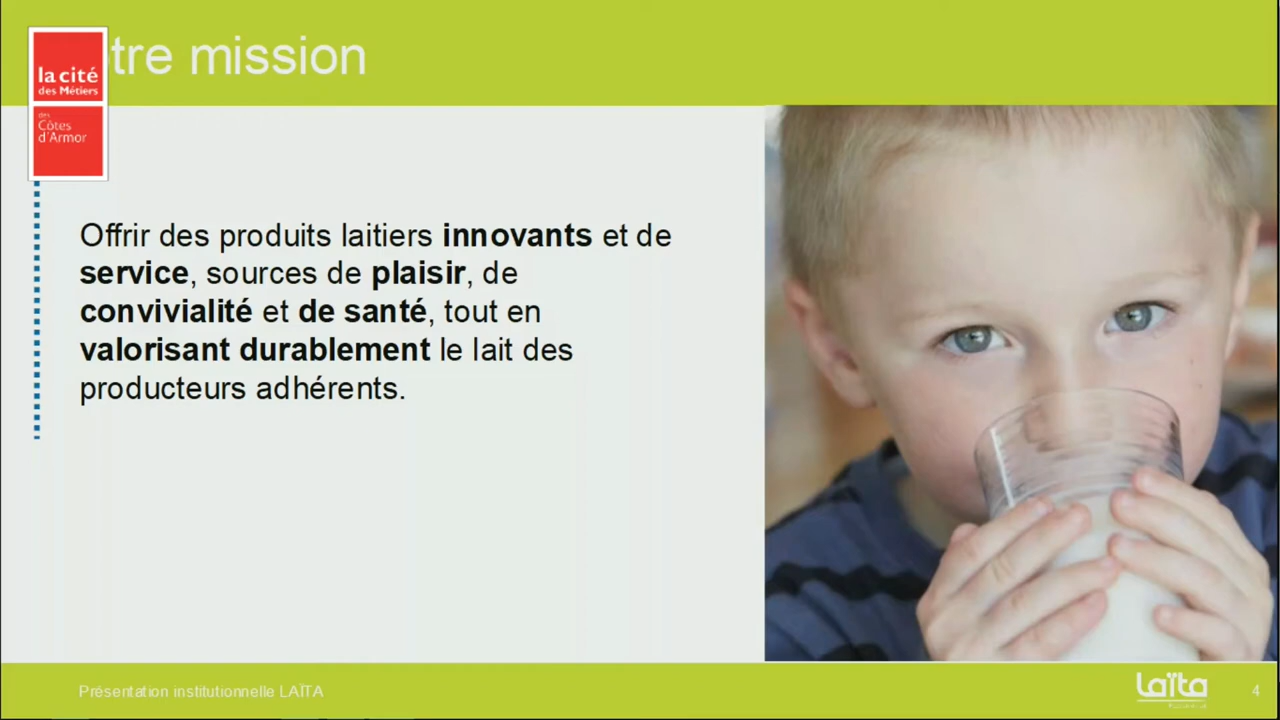 tre mission
la cité
des Métiers
des
Côtes
d'Armor
Offrir des produits laitiers innovants et de
service, sources de plaisir, de
convivialité et de santé, tout en
valorisant durablement le lait des
producteurs adhérents.
Présentation institutionnelle LAÏTA
Laïta
4